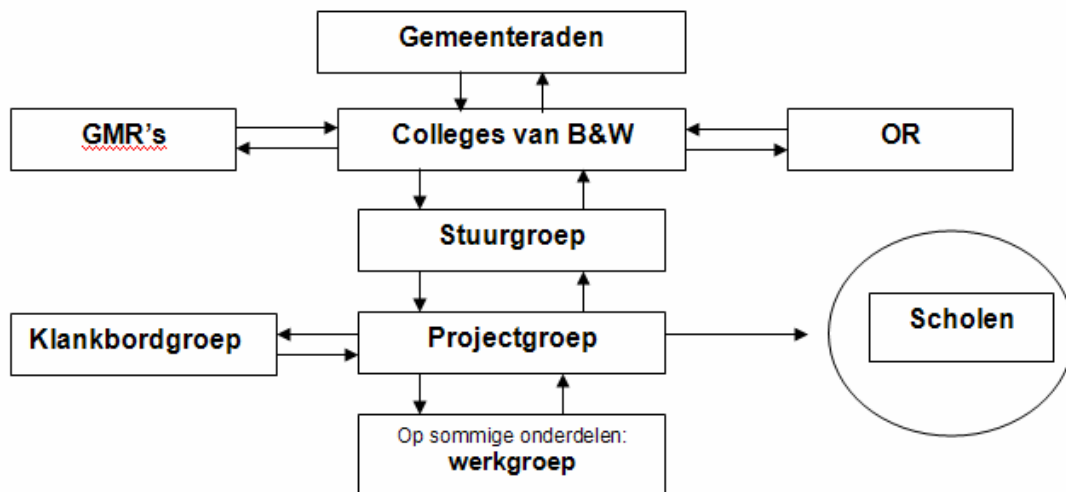 Gemeenteraden
GMR's
Colleges van B&W
OR
Stuurgroep
Scholen
Klankbordgroep
Projectgroep
Op sommige onderdelen:
werkgroep